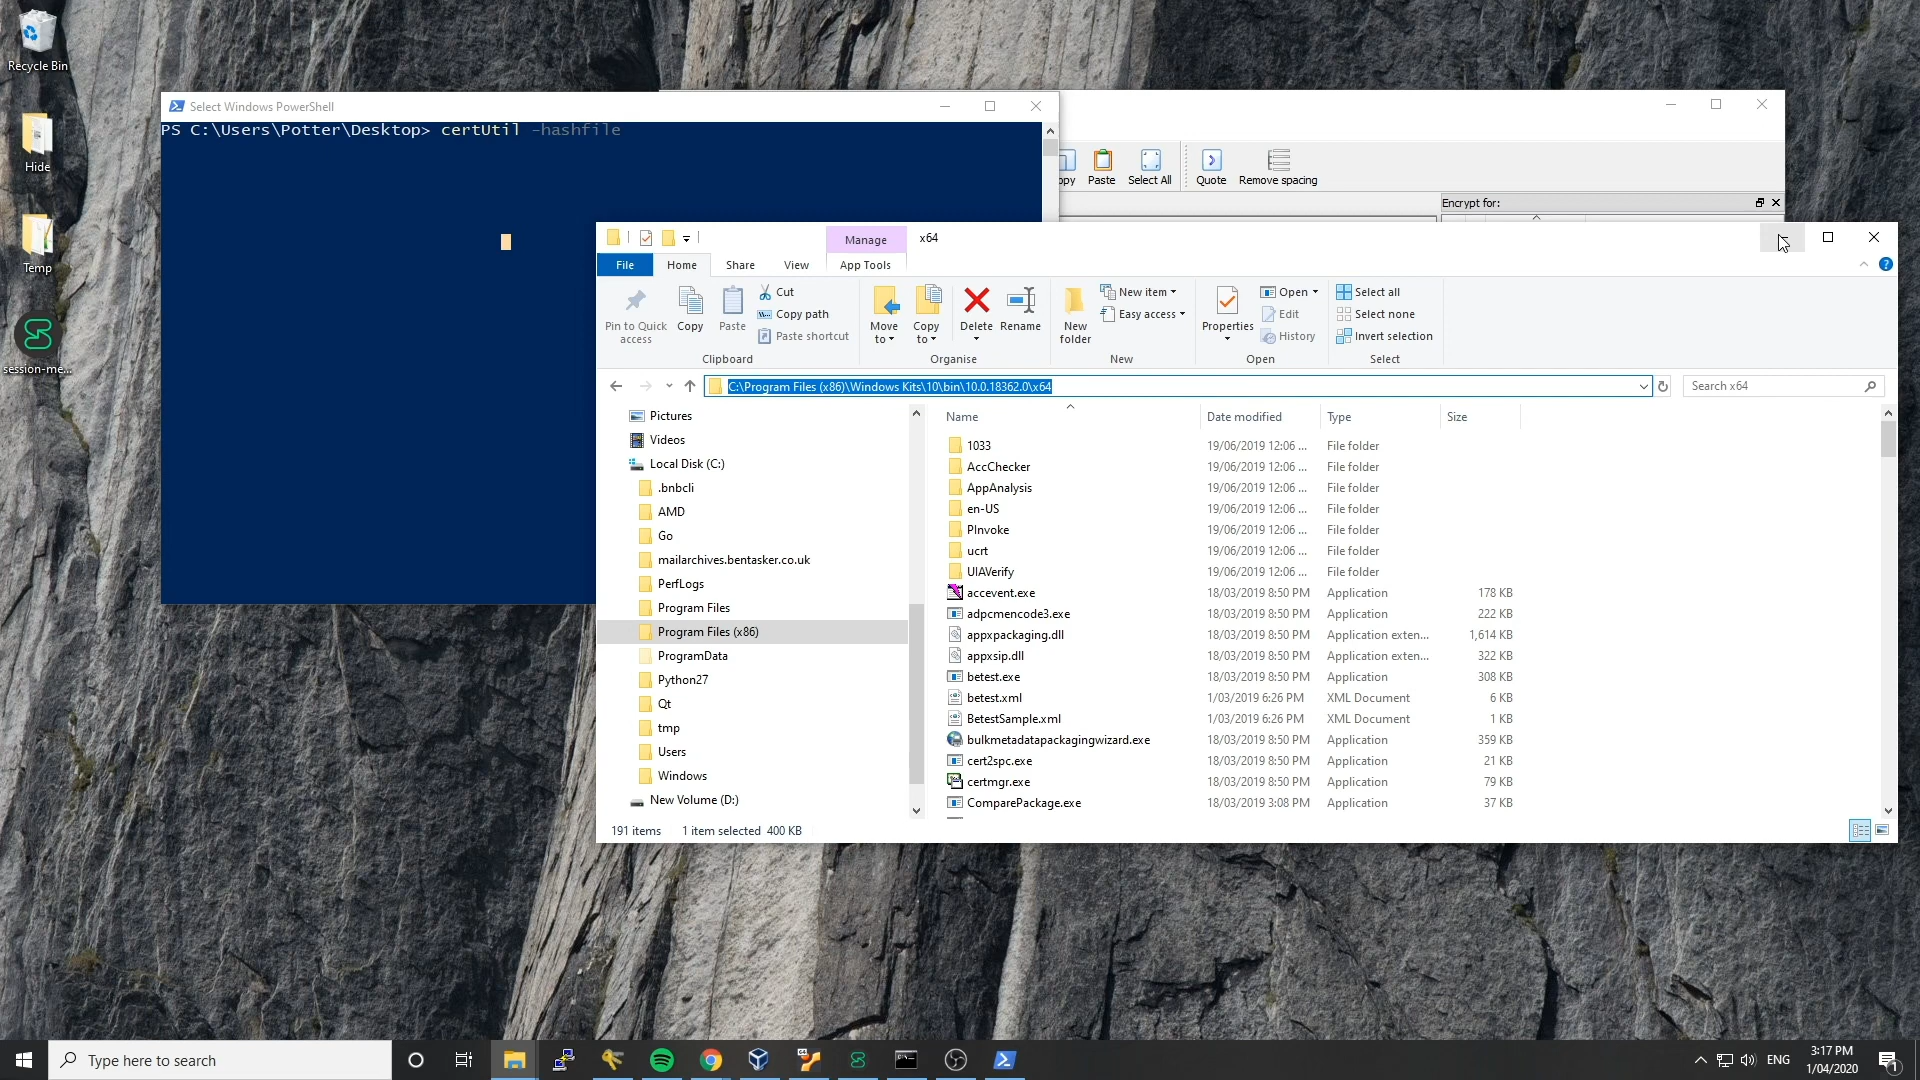 Recycle Bin
Hide
Temp
session-me...
Select Windows PowerShell
PS C:\Users\Potter\Desktop> certUtil -hashfile
Paste
Select All
Quote
Remove spacing
Encrypt for:
Manage
x64
File
Home
Share
View
App Tools
Pin to Quick
access
Copy
Paste
Cut
Copy path
Paste shortcut
Clipboard
Move
to
Copy
to
Delete
Rename
Organise
New
folder
New item
Easy access
New
Properties
Open
Edit
History
Open
Select all
Select none
Invert selection
Select
C:\Program Files (x86)\Windows Kits\10\bin\10.0.18362.0\x64
Search x64
Pictures
Videos
Local Disk (C:)
.bnbcli
AMD
Go
mailarchives.bentasker.co.uk
PerfLogs
Program Files
Program Files (x86)
ProgramData
Python27
Qt
tmp
Users
Windows
New Volume (D:)
Name Date modified Type Size
1033 19/06/2019 12:06 ... File folder
AccChecker 19/06/2019 12:06 ... File folder
AppAnalysis 19/06/2019 12:06 ... File folder
en-US 19/06/2019 12:06 ... File folder
PInvoke 19/06/2019 12:06 ... File folder
ucrt 19/06/2019 12:06 ... File folder
UIAVerify 19/06/2019 12:06 ... File folder
accevent.exe 18/03/2019 8:50 PM Application 178 KB
adpcmencode3.exe 18/03/2019 8:50 PM Application 222 KB
appxpackaging.dll 18/03/2019 8:50 PM Application exten... 1,614 KB
appxsip.dll 18/03/2019 8:50 PM Application exten... 322 KB
betest.exe 18/03/2019 8:50 PM Application 308 KB
betest.xml 1/03/2019 6:26 PM XML Document 6 KB
BetestSample.xml 1/03/2019 6:26 PM XML Document 1 KB
bulkmetadatapackagingwizard.exe 18/03/2019 8:50 PM Application 359 KB
cert2spc.exe 18/03/2019 8:50 PM Application 21 KB
certmgr.exe 18/03/2019 8:50 PM Application 79 KB
ComparePackage.exe 18/03/2019 3:08 PM Application 37 KB
191 items 1 item selected 400 KB
Type here to search
ENG
3:17 PM
1/04/2020
1